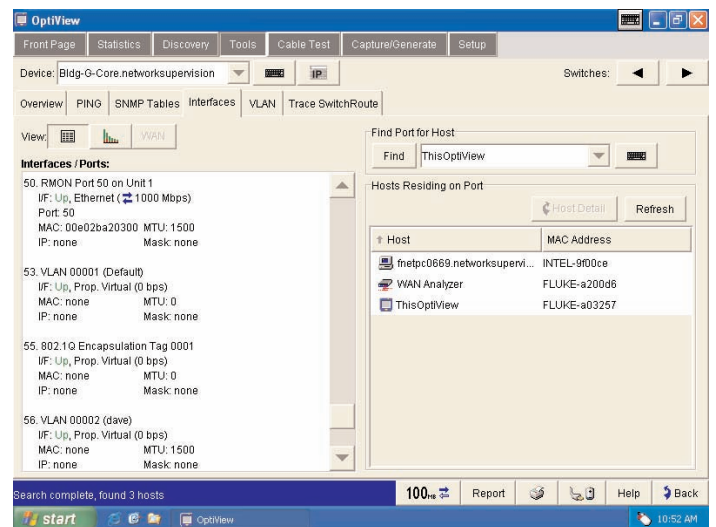 OptiView
Front Page Statistics Discovery Tools Cable Test Capture/Generate Setup
Device: Bldg-G-Core.networksupervision IP Switches:
Overview PING SNMP Tables Interfaces VLAN Trace SwitchRoute
View: WAN
Interfaces / Ports:
50. RMON Port 50 on Unit 1
I/F: Up, Ethernet ( 1000 Mbps)
Port: 50
MAC: 00e02ba20300 MTU: 1500
IP: none Mask: none
53. VLAN 00001 (Default)
I/F: Up, Prop. Virtual (0 bps)
MAC: none MTU: 0
IP: none Mask: none
55. 802.1Q Encapsulation Tag 0001
I/F: Up, Prop. Virtual (0 bps)
MAC: none MTU: 0
IP: none Mask: none
56. VLAN 00002 (dave)
I/F: Up, Prop. Virtual (0 bps)
MAC: none MTU: 1500
IP: none Mask: none
Find Port for Host
Find ThisOptiView
Hosts Residing on Port
Host Detail Refresh
Host MAC Address
fnetpc0669.networksupervi... INTEL-9f00ce
WAN Analyzer FLUKE-a200d6
ThisOptiView FLUKE-a03257
Search complete, found 3 hosts 100MB Report Help Back
start OptiView 10:52 AM